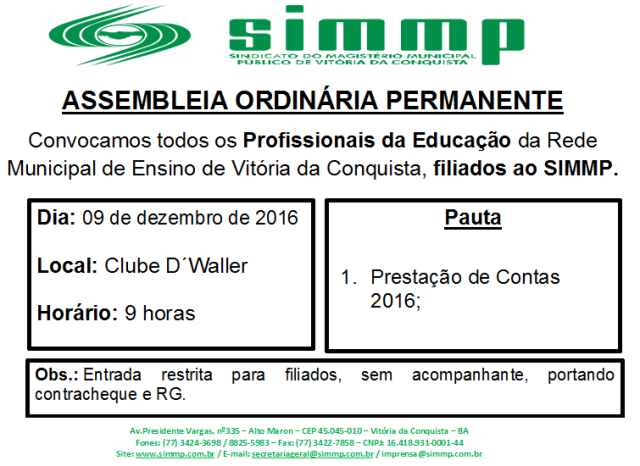 simmp
SINDICATO DO MAGISTÉRIO MUNICIPAL
PÚBLICO DE VITÓRIA DA CONQUISTA
ASSEMBLEIA ORDINÁRIA PERMANENTE
Convocamos todos os Profissionais da Educação da Rede
Municipal de Ensino de Vitória da Conquista, filiados ao SIMMP.
Dia: 09 de dezembro de 2016
Local: Clube D´Waller
Horário: 9 horas
Pauta
1. Prestação de Contas
2016;
Obs.: Entrada restrita para filiados, sem acompanhante, portando
contracheque e RG.
Av.Presidente Vargas, nº335 – Alto Maron – CEP 45.045-010 – Vitória da Conquista – BA
Fones: (77) 3424-3698 / 8825-5983 – Fax: (77) 3422-7858 – CNPJ: 16.418.931-0001-44
Site: www.simmp.com.br / E-mail: secretariageral@simmp.com.br / imprensa@simmp.com.br